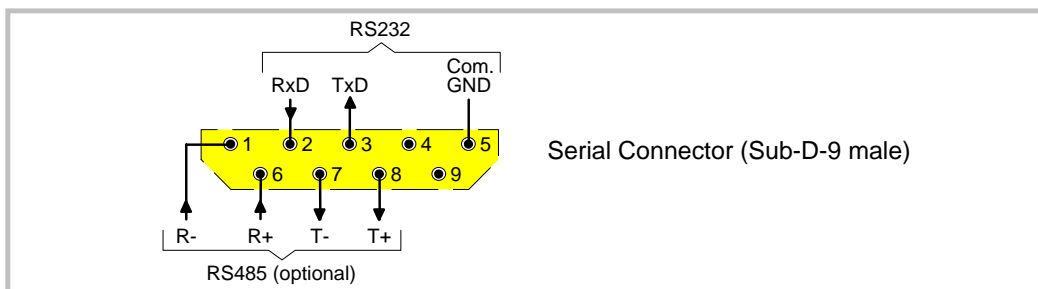 RS232
RxD TxD Com. GND
1 2 3 4 5
Serial Connector (Sub-D-9 male)
6 7 8 9
R- R+ T- T+
RS485 (optional)